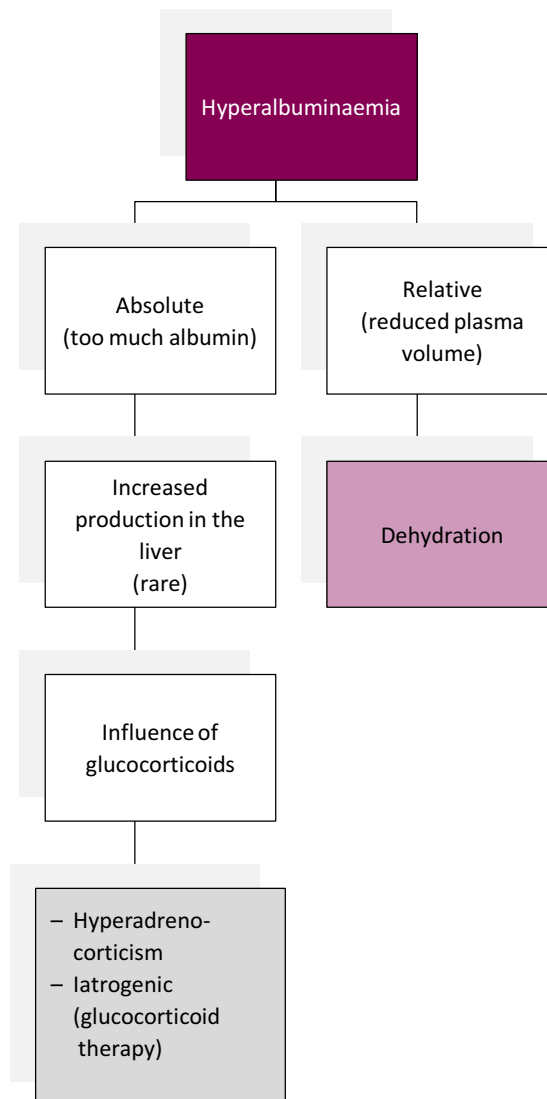 Hyperalbuminaemia
Absolute
(too much albumin)
Relative
(reduced plasma
volume)
Increased
production in the
liver
(rare)
Dehydration
Influence of
glucocorticoids
– Hyperadreno-
corticism
– Iatrogenic
(glucocorticoid
therapy)